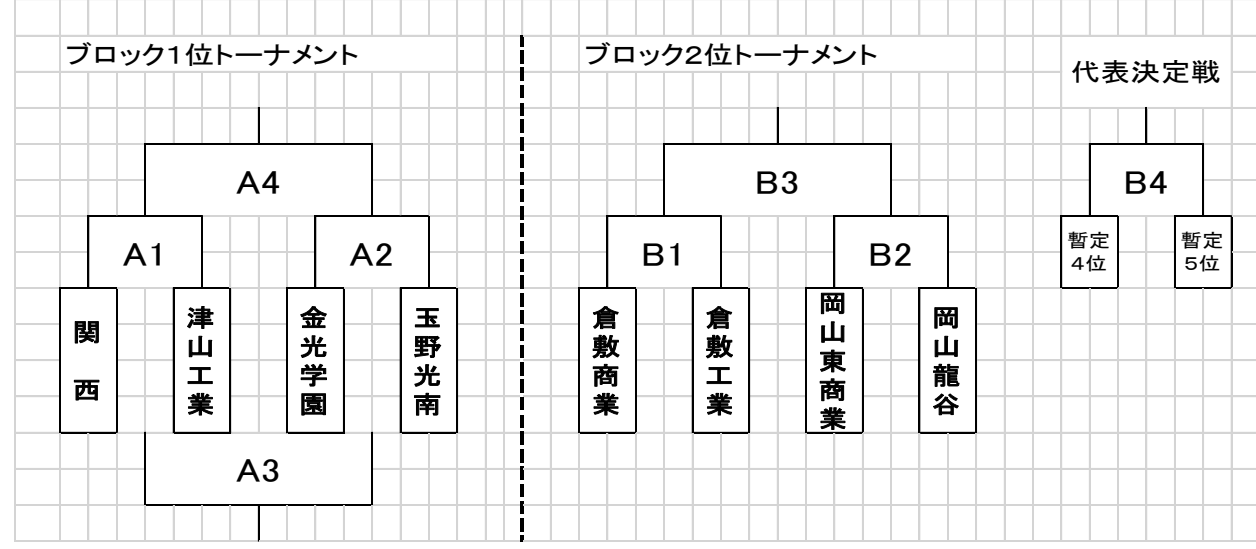 ブロック１位トーナメント
ブロック２位トーナメント
代表決定戦
A4
B3
B4
A1
A2
B1
B2
暫定
４位
暫定
５位
関西
津山工業
金光学園
玉野光南
倉敷商業
倉敷工業
岡山東商業
岡山龍谷
A3